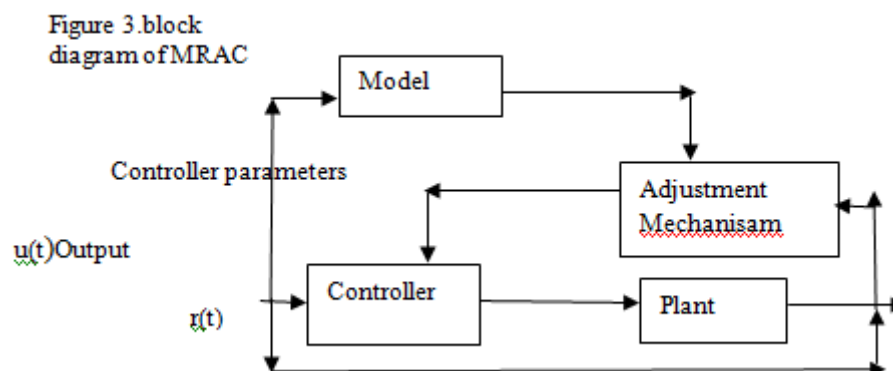 Figure 3.block
diagram of MRAC
Model
Controller parameters
Adjustment
Mechanisam
u(t)Output
Controller
Plant
r(t)